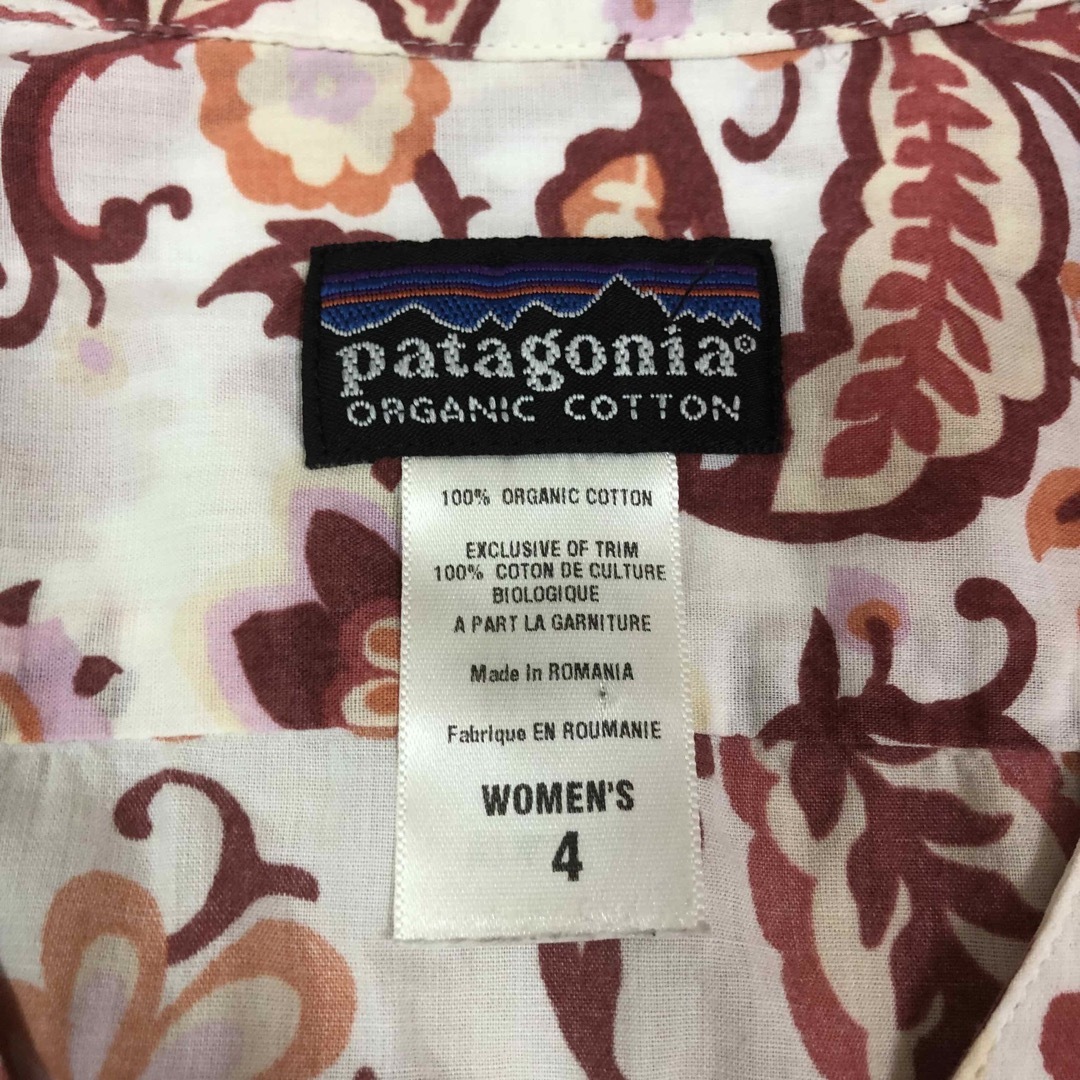 patagonia®
ORGANIC COTTON
100% ORGANIC COTTON
EXCLUSIVE OF TRIM
100% COTON DE CULTURE
BIOLOGIQUE
A PART LA GARNITURE
Made in ROMANIA
Fabrique EN ROUMANIE
WOMEN'S
4